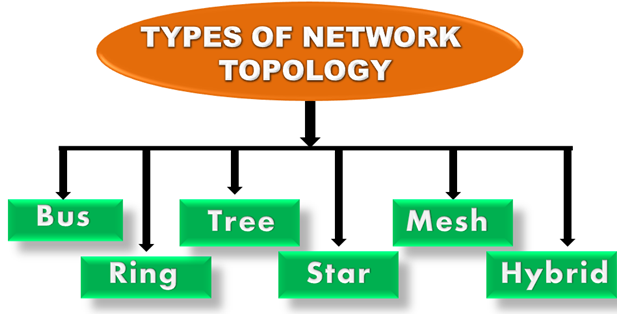 TYPES OF NETWORK
TOPOLOGY
Bus
Tree
Mesh
Ring
Star
Hybrid